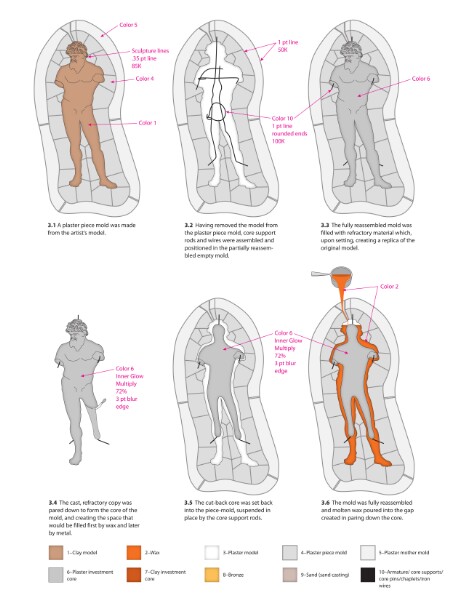 Color 5
Sculpture lines
.35 pt line
85K
Color 4
Color 1
1 pt line
50K
Color 10
1 pt line
rounded ends
100K
Color 6
3.1 A plaster piece mold was made
from the artist's model.
3.2 Having removed the model from
the plaster piece mold, core support
rods and wires were assembled and
positioned in the partially reassem-
bled empty mold.
3.3 The fully reassembled mold was
filled with refractory material which,
upon setting, creating a replica of the
original model.
Color 6
Inner Glow
Multiply
72%
3 pt blur
edge
Color 6
Inner Glow
Multiply
72%
3 pt blur
edge
Color 2
3.4 The cast, refractory copy was
pared down to form the core of the
mold, and creating the space that
would be filled first by wax and later
by metal.
3.5 The cut-back core was set back
into the piece-mold, suspended in
place by the core support rods.
3.6 The mold was fully reassembled
and molten wax poured into the gap
created in paring down the core.
1–Clay model
2–Wax
3–Plaster model
4–Plaster piece mold
5–Plaster mother mold
6–Plaster investment
core
7–Clay investment
core
8–Bronze
9–Sand (sand-casting)
10–Armature/ core supports/
core pins/chaplets/iron
wires